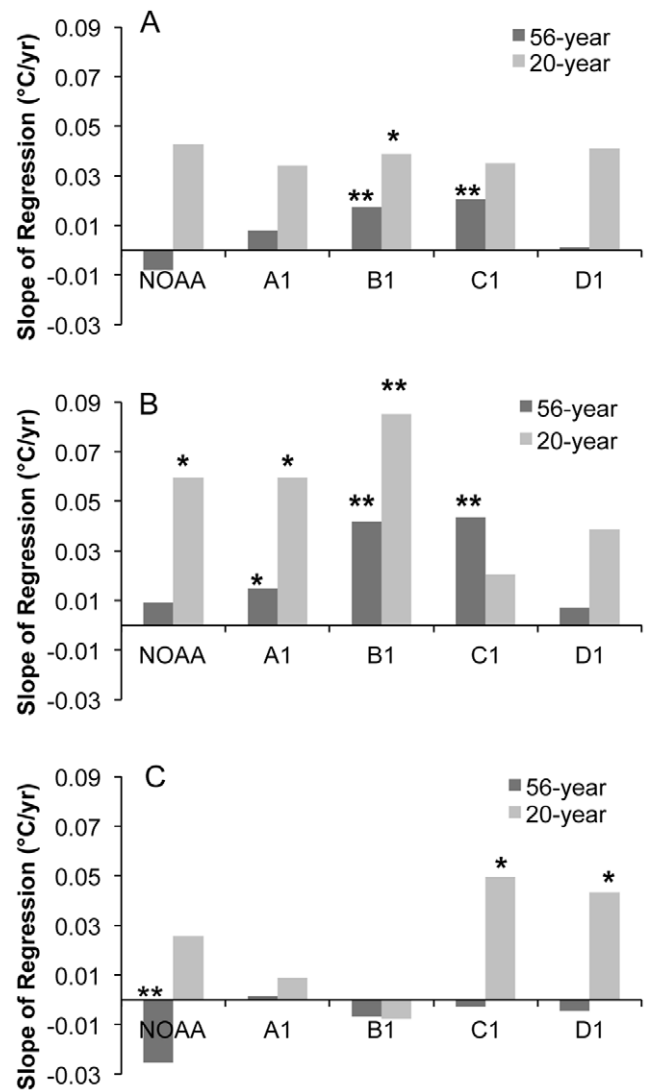 A
Slope of Regression (°C/yr)
56-year
20-year
0.09
0.07
0.05
0.03
0.01
-0.01
-0.03
*
**
**
NOAA A1 B1 C1 D1
B
Slope of Regression (°C/yr)
56-year
20-year
0.09
0.07
0.05
0.03
0.01
-0.01
-0.03
**
*
*
**
**
*
NOAA A1 B1 C1 D1
C
Slope of Regression (°C/yr)
56-year
20-year
0.09
0.07
0.05
0.03
0.01
-0.01
-0.03
*
*
**
NOAA A1 B1 C1 D1